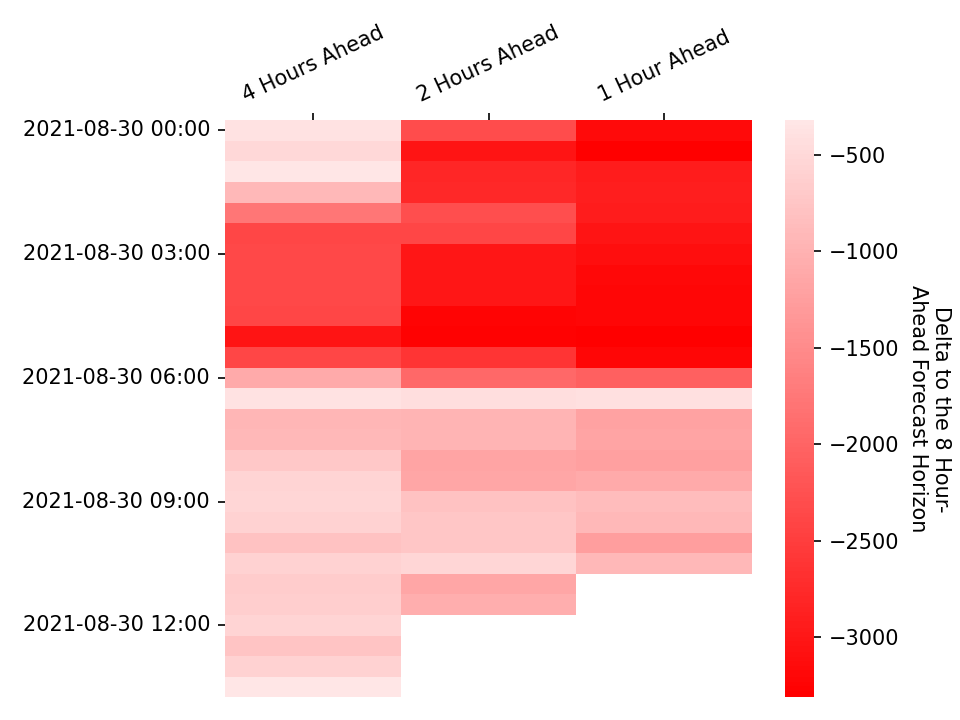 4 Hours Ahead
2 Hours Ahead
1 Hour Ahead
2021-08-30 00:00
2021-08-30 03:00
2021-08-30 06:00
2021-08-30 09:00
2021-08-30 12:00
−500
−1000
−1500
−2000
−2500
−3000
Delta to the 8 Hour-
Ahead Forecast Horizon